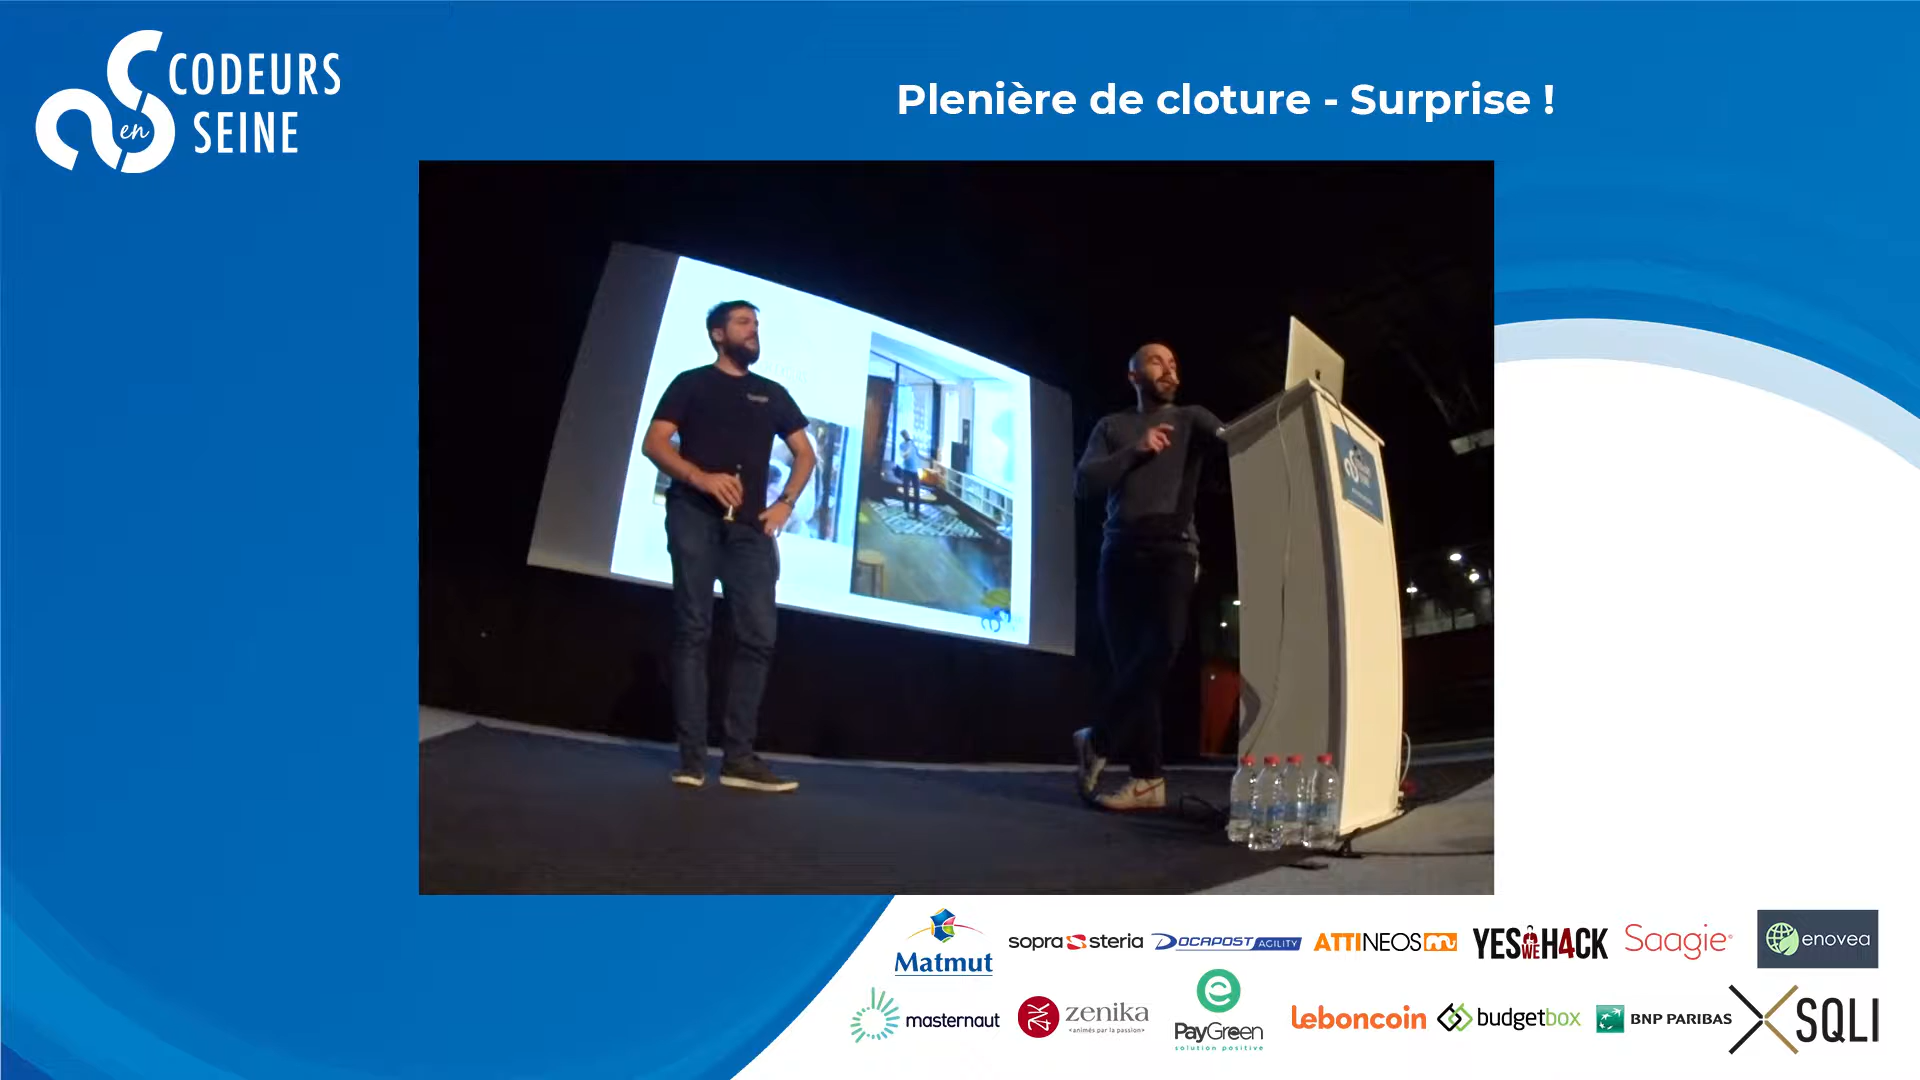 CODEURS
en
SEINE
Plenière de cloture - Surprise !
Matmut
sopra steria
DOCAPOST AGILITY
ATTINEOS
YES WE H4CK
Saagie
enovea
masternaut
zenika
<animés par la passion>
PayGreen
solution positive
leboncoin
budgetbox
BNP PARIBAS
SQLI